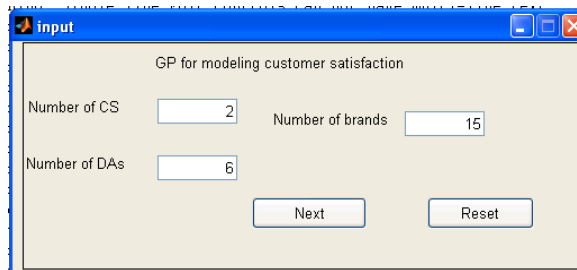 input
GP for modeling customer satisfaction
Number of CS 2
Number of brands 15
Number of DAs 6
Next Reset